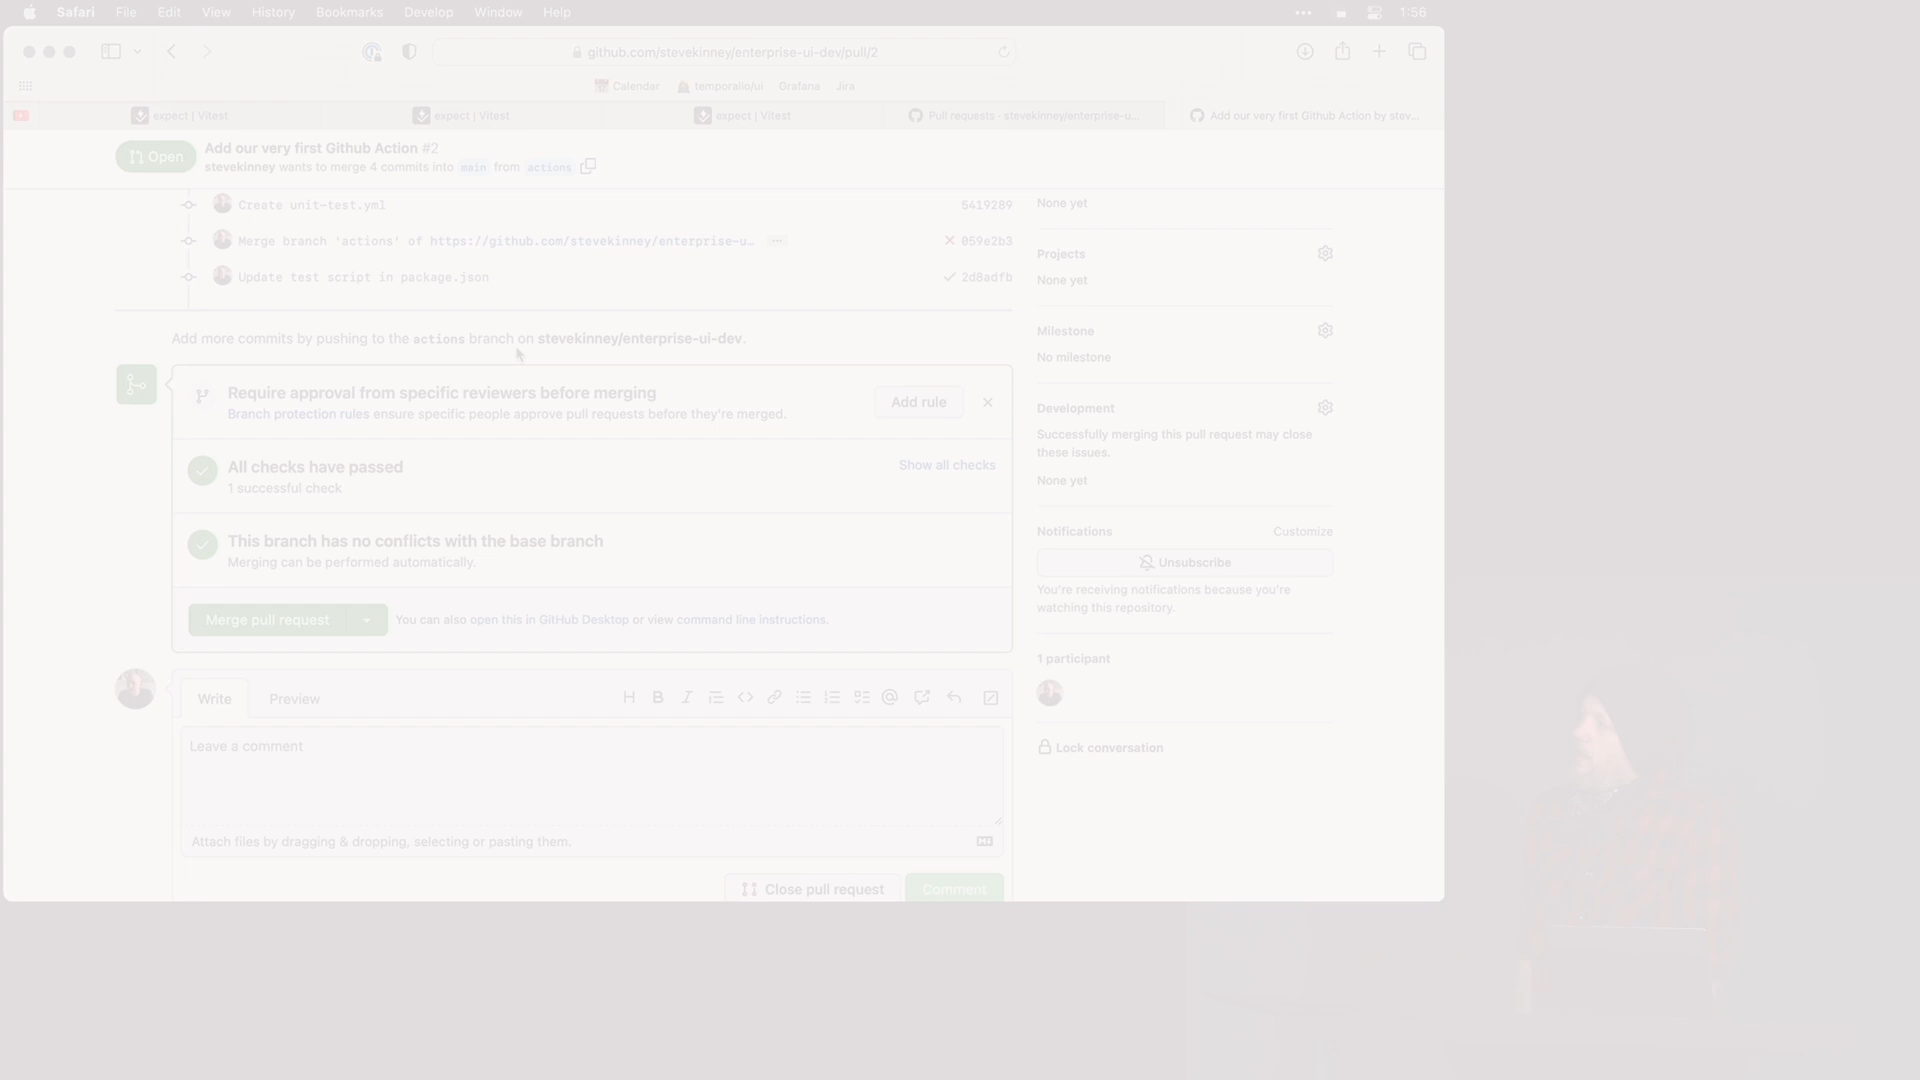 Safari File Edit View History Bookmarks Develop Window Help 1:56
github.com/stevekinney/enterprise-ui-dev/pull/2
Calendar temporalio/ui Grafana Jira
expect | Vitest expect | Vitest expect | Vitest Pull requests · stevekinney/enterprise-u... Add our very first Github Action by stev...
Open
Add our very first Github Action #2
stevekinney wants to merge 4 commits into main from actions
Create unit-test.yml 5419289
Merge branch 'actions' of https://github.com/stevekinney/enterprise-u… ... 059e2b3
Update test script in package.json 2d8adfb
Add more commits by pushing to the actions branch on stevekinney/enterprise-ui-dev.
Require approval from specific reviewers before merging
Branch protection rules ensure specific people approve pull requests before they're merged.
Add rule
All checks have passed
1 successful check
Show all checks
This branch has no conflicts with the base branch
Merging can be performed automatically.
Merge pull request You can also open this in GitHub Desktop or view command line instructions.
Write Preview
Leave a comment
Attach files by dragging & dropping, selecting or pasting them.
Close pull request Comment
None yet
Projects
None yet
Milestone
No milestone
Development
Successfully merging this pull request may close
these issues.
None yet
Notifications Customize
Unsubscribe
You're receiving notifications because you're
watching this repository.
1 participant
Lock conversation